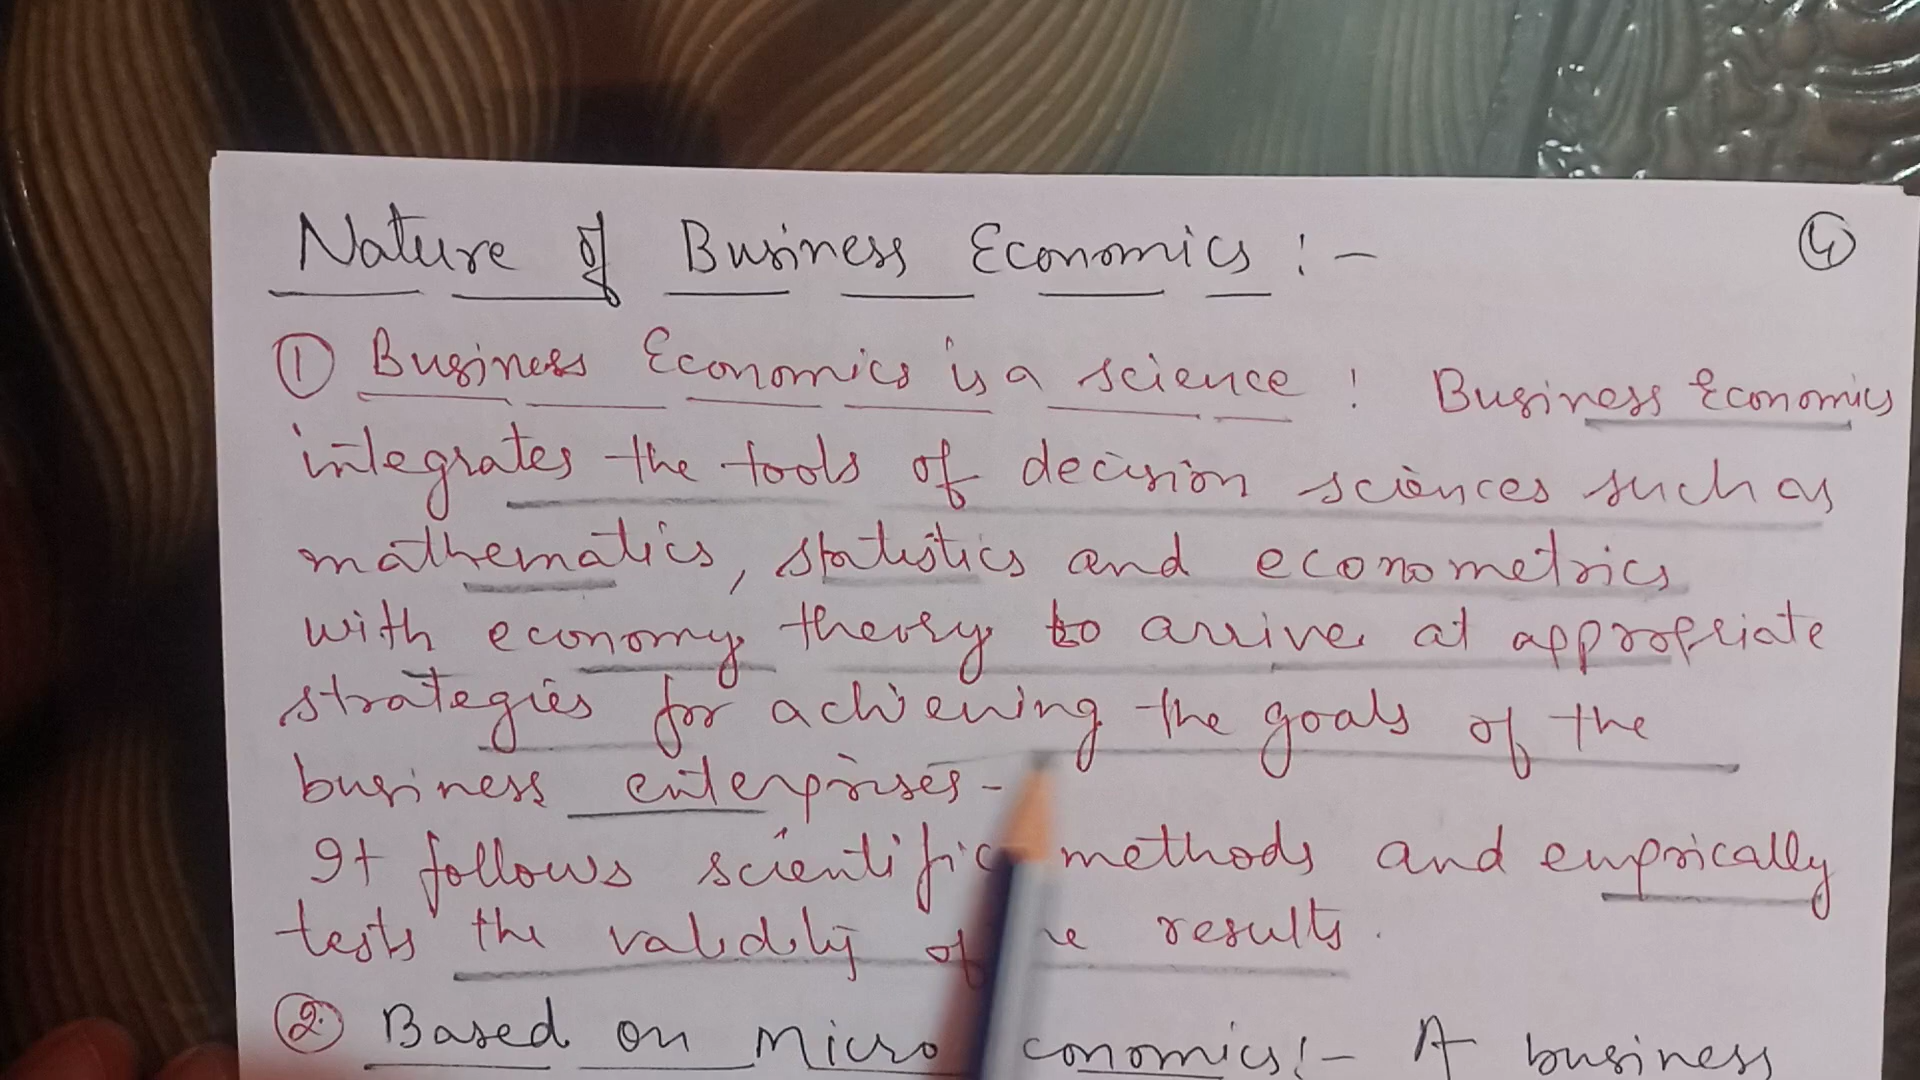 Nature of Business Economics :-
4
① Business Economics is a science : Business Economics
integrates the tools of decision sciences such as
mathematics, statistics and econometrics
with economy theory to arrive at appropriate
strategies for achieving the goals of the
business enterprises-
It follows scientific methods and emprically
tests the validity of results.
② Based on Micro conomics:- A business